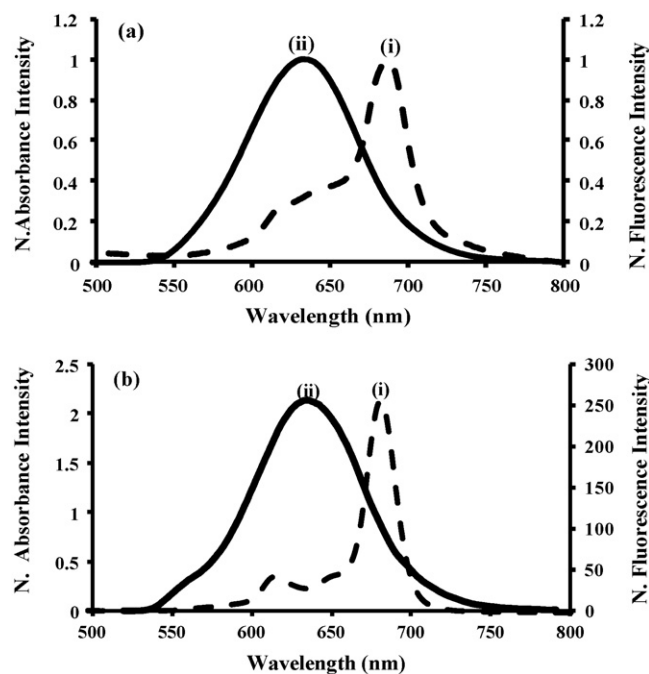 (a)
(ii)
(i)
N.Absorbance Intensity
1.2
1
0.8
0.6
0.4
0.2
0
1.2
1
0.8
0.6
0.4
0.2
0
N. Fluorescence Intensity
500 550 600 650 700 750 800
Wavelength (nm)
(b)
(ii)
(i)
N. Absorbance Intensity
2.5
2
1.5
1
0.5
0
300
250
200
150
100
50
0
N. Fluorescence Intensity
500 550 600 650 700 750 800
Wavelength (nm)